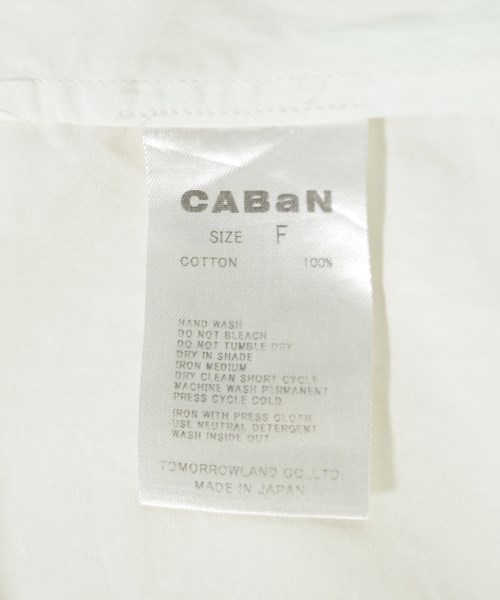 CABaN
SIZE F
COTTON 100%
HAND WASH
DO NOT BLEACH
DO NOT TUMBLE DRY
DRY IN SHADE
IRON MEDIUM
DRY CLEAN SHORT CYCLE
MACHINE WASH PERMANENT
PRESS CYCLE COLD
IRON WITH PRESS CLOTH
USE NEUTRAL DETERGENT
WASH INSIDE OUT
TOMORROWLAND CO.,LTD.
MADE IN JAPAN